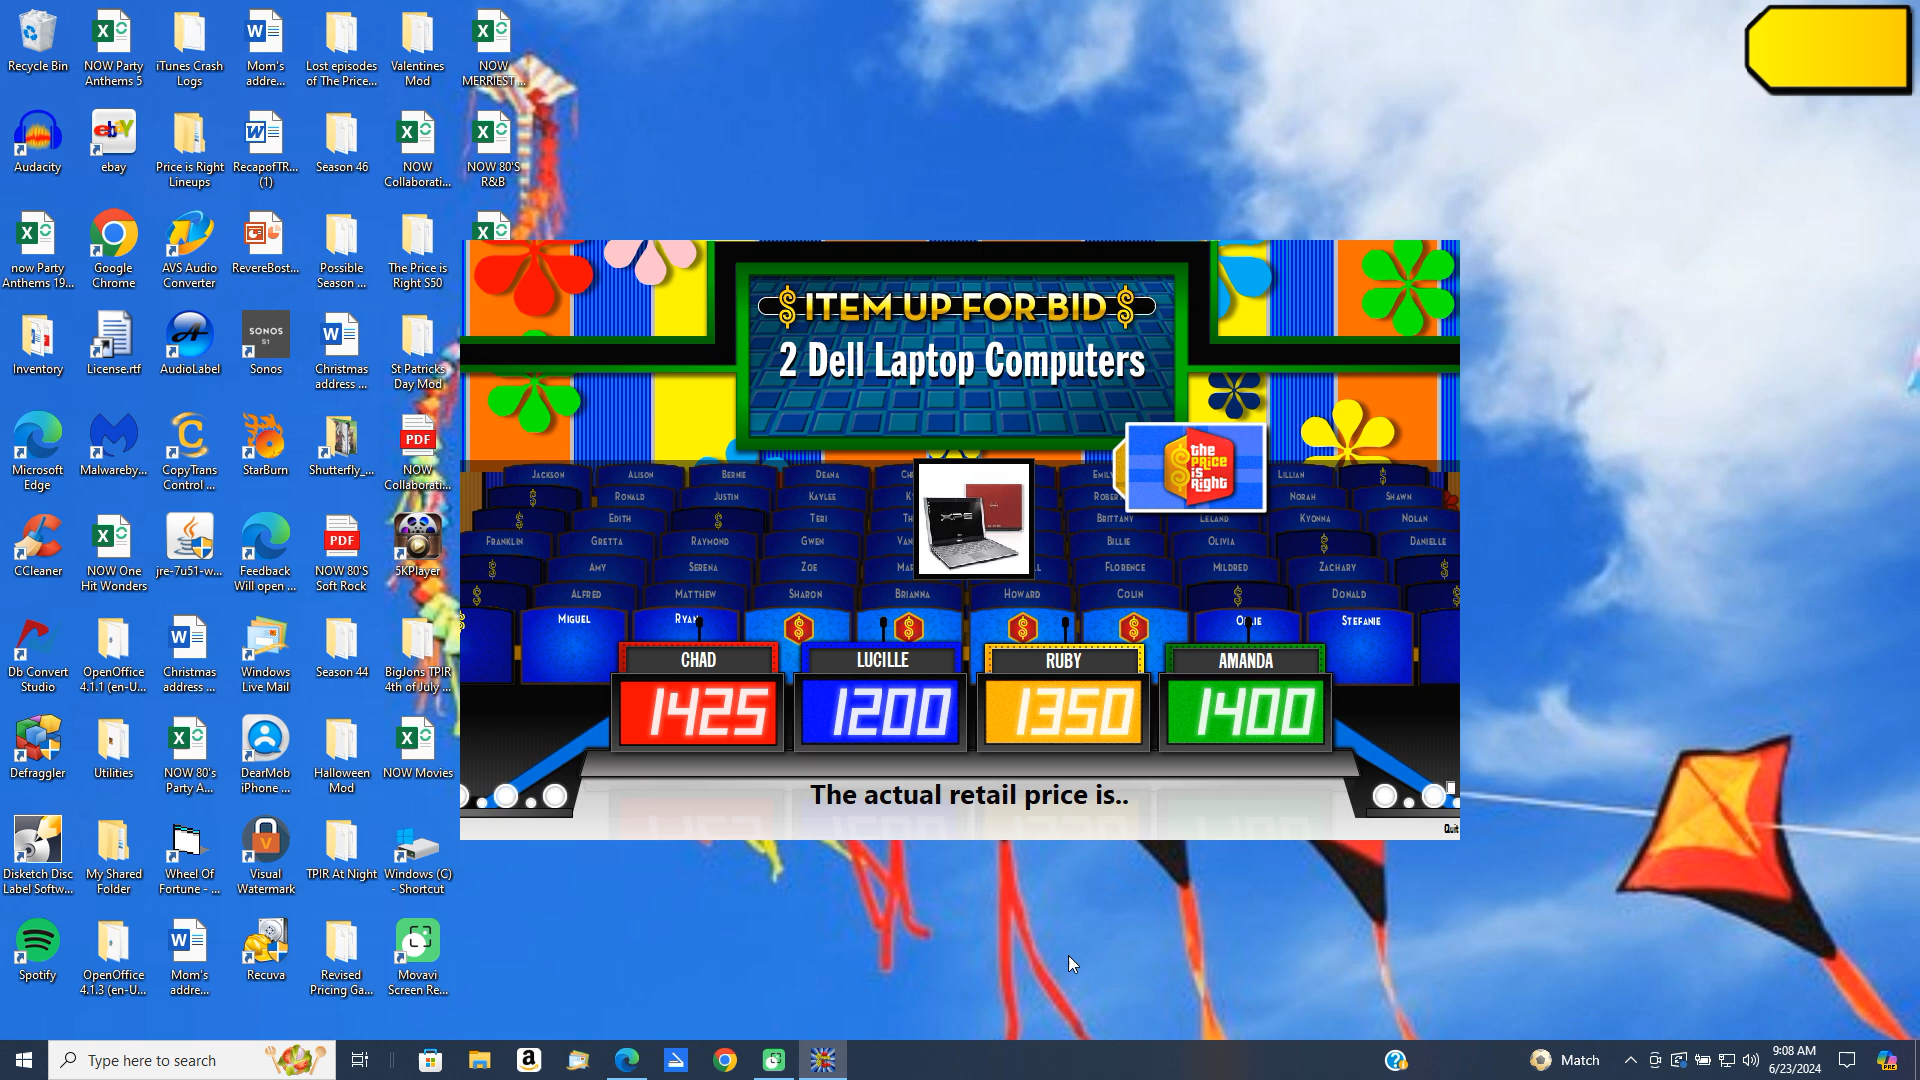 Recycle Bin
NOW Party
Anthems 5
iTunes Crash
Logs
Mom's
addre...
Lost episodes
of The Price...
Valentines
Mod
NOW
MERRIEST ...
Audacity
ebay
Price is Right
Lineups
RecapofTR...
(1)
Season 46
NOW
Collaborati...
NOW 80'S
R&B
now Party
Anthems 19...
Google
Chrome
AVS Audio
Converter
RevereBost...
Possible
Season ...
The Price is
Right S50
Inventory
License.rtf
AudioLabel
SONOS
S1
Sonos
Christmas
address ...
St Patricks
Day Mod
Microsoft
Edge
Malwareby...
CopyTrans
Control ...
StarBurn
Shutterfly_...
PDF
NOW
Collaborati...
CCleaner
NOW One
Hit Wonders
jre-7u51-w...
Feedback
Will open ...
PDF
NOW 80'S
Soft Rock
5KPlayer
Db Convert
Studio
OpenOffice
4.1.1 (en-U...
Christmas
address ...
Windows
Live Mail
Season 44
BigJons TPIR
4th of July ...
Defraggler
Utilities
NOW 80's
Party A...
DearMob
iPhone ...
Halloween
Mod
NOW Movies
Disketch Disc
Label Softw...
My Shared
Folder
Wheel Of
Fortune - ...
Visual
Watermark
TPIR At Night
Windows (C)
- Shortcut
Spotify
OpenOffice
4.1.3 (en-U...
Mom's
addre...
Recuva
Revised
Pricing Ga...
Movavi
Screen Re...
ITEM UP FOR BID
2 Dell Laptop Computers
the
PRICE
is
Right
XPS
JACKSON ALISON BERNIE DEANA LILLIAN
RONALD JUSTIN KAYLEE NORAH SHAWN
EDITH TERI BRITTANY LELAND KYONNA NOLAN
FRANKLIN GRETTA RAYMOND GWEN BILLIE OLIVIA DANIELLE
AMY SERENA ZOE FLORENCE MILDRED ZACHARY
ALFRED MATTHEW SHARON BRIANNA HOWARD COLIN DONALD
MIGUEL RYAN STEFANIE
CHAD LUCILLE RUBY AMANDA
1425 1200 1350 1400
The actual retail price is..
Quit
Type here to search
Match
9:08 AM
6/23/2024